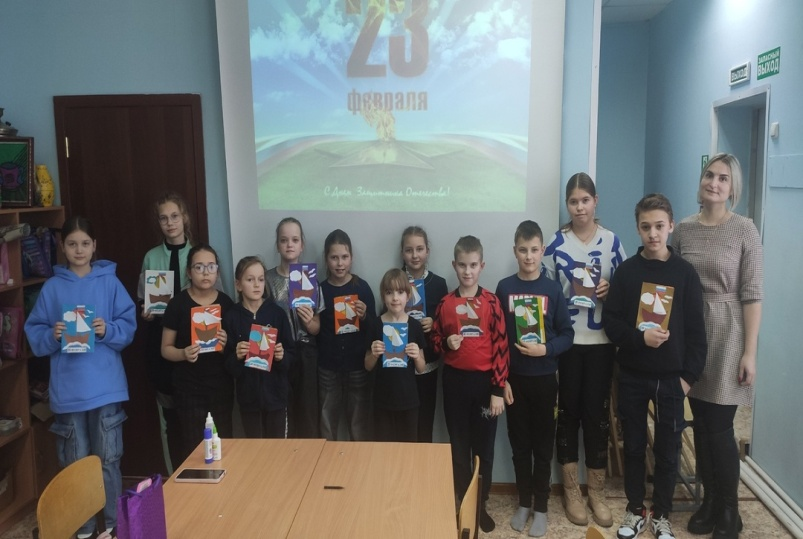 23
февраля
С Днем Защитника Отечества!
ВЫХОД
ЗАПАСНЫЙ
ВЫХОД